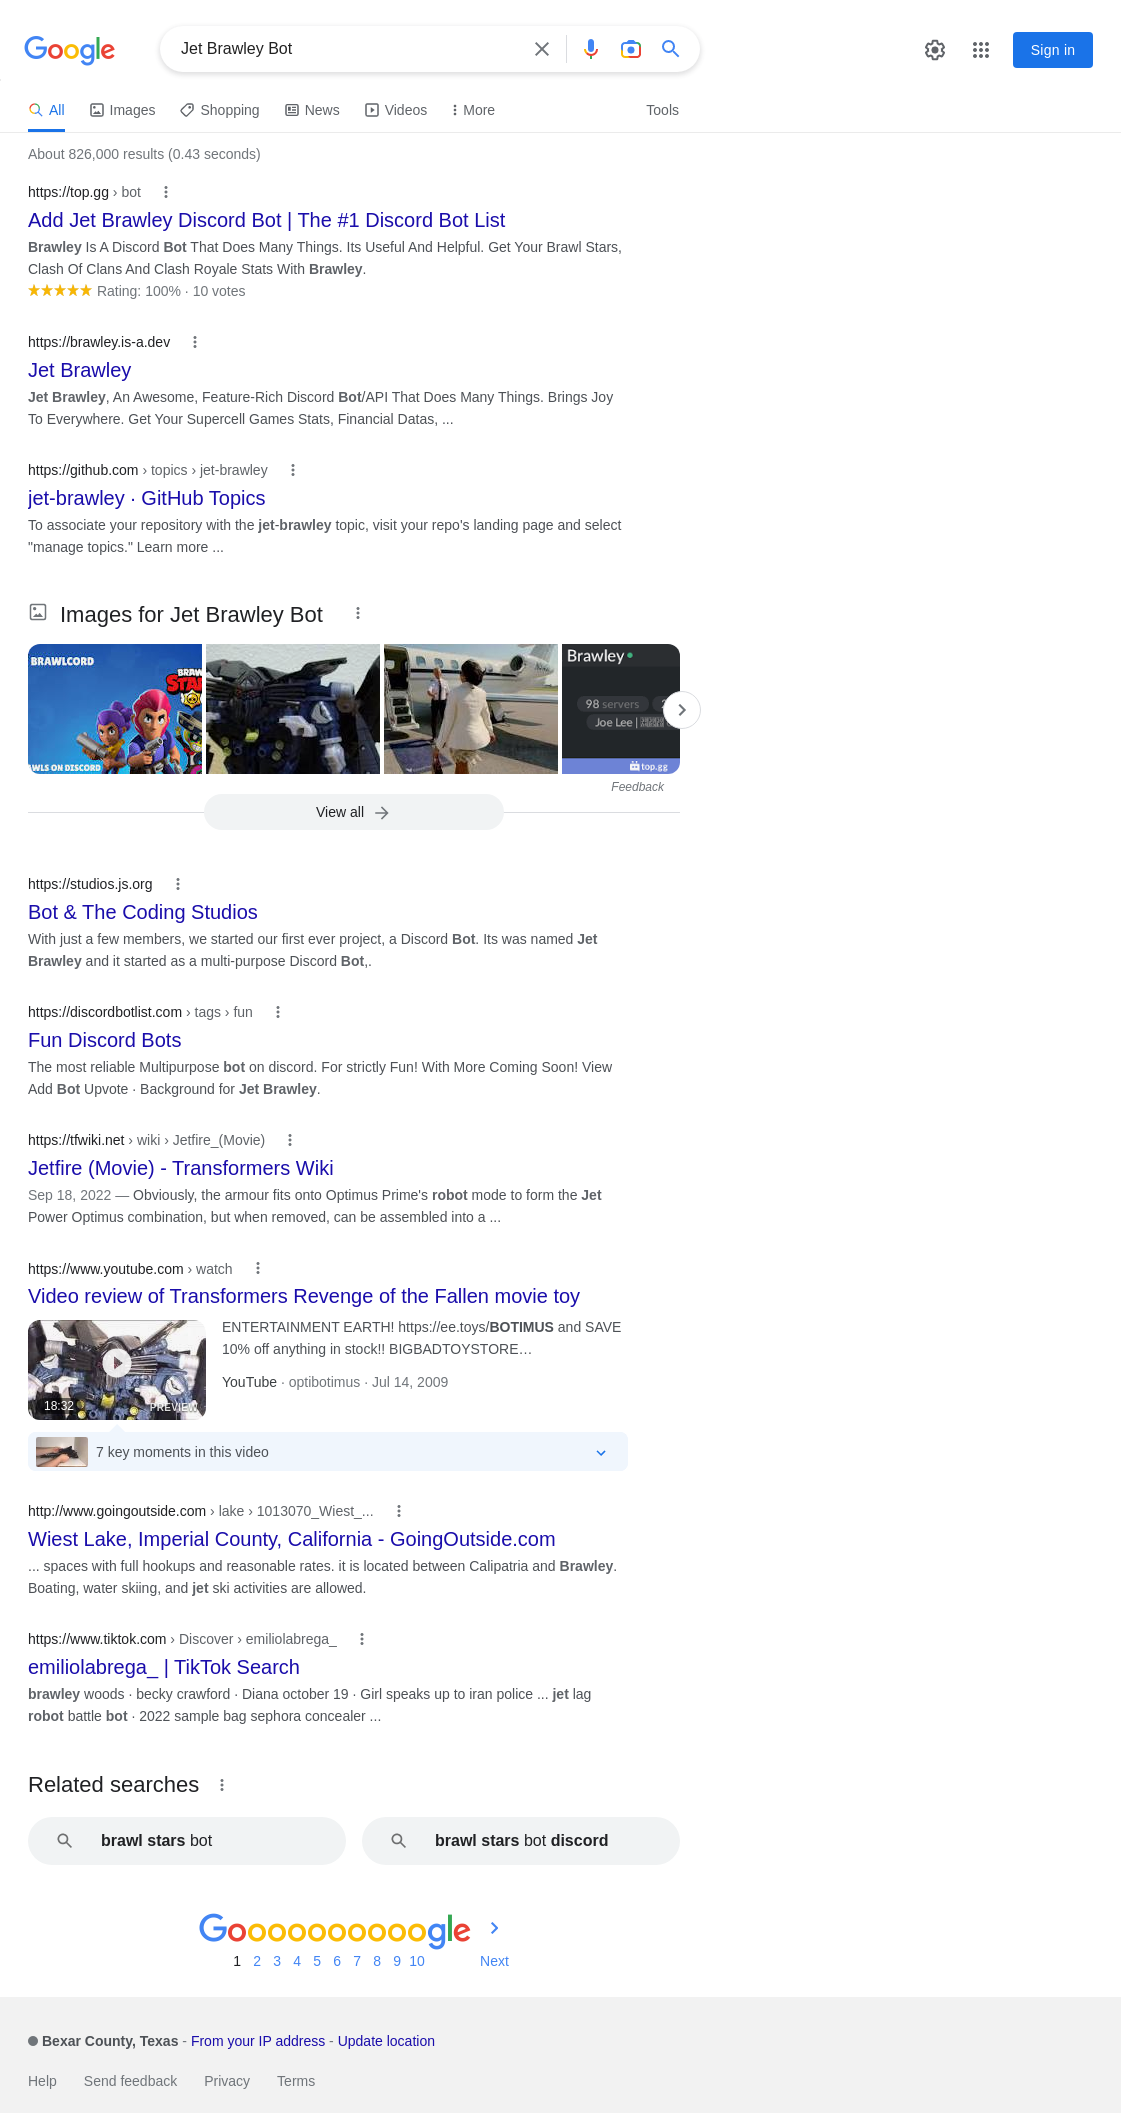 Google
Jet Brawley Bot
Sign in
All
Images
Shopping
News
Videos
More
Tools
About 826,000 results (0.43 seconds)
https://top.gg › bot
Add Jet Brawley Discord Bot | The #1 Discord Bot List
Brawley Is A Discord Bot That Does Many Things. Its Useful And Helpful. Get Your Brawl Stars,
Clash Of Clans And Clash Royale Stats With Brawley.
Rating: 100% · 10 votes
https://brawley.is-a.dev
Jet Brawley
Jet Brawley, An Awesome, Feature-Rich Discord Bot/API That Does Many Things. Brings Joy
To Everywhere. Get Your Supercell Games Stats, Financial Datas, ...
https://github.com › topics › jet-brawley
jet-brawley · GitHub Topics
To associate your repository with the jet-brawley topic, visit your repo's landing page and select
"manage topics." Learn more ...
Images for Jet Brawley Bot
BRAWLCORD
BRAW
STA
AWLS ON DISCORD
Brawley
98 servers
Joe Lee |
top.gg
Feedback
View all
https://studios.js.org
Bot & The Coding Studios
With just a few members, we started our first ever project, a Discord Bot. Its was named Jet
Brawley and it started as a multi-purpose Discord Bot,.
https://discordbotlist.com › tags › fun
Fun Discord Bots
The most reliable Multipurpose bot on discord. For strictly Fun! With More Coming Soon! View
Add Bot Upvote · Background for Jet Brawley.
https://tfwiki.net › wiki › Jetfire_(Movie)
Jetfire (Movie) - Transformers Wiki
Sep 18, 2022 — Obviously, the armour fits onto Optimus Prime's robot mode to form the Jet
Power Optimus combination, but when removed, can be assembled into a ...
https://www.youtube.com › watch
Video review of Transformers Revenge of the Fallen movie toy
ENTERTAINMENT EARTH! https://ee.toys/BOTIMUS and SAVE
10% off anything in stock!! BIGBADTOYSTORE…
YouTube · optibotimus · Jul 14, 2009
18:32
PREVIEW
7 key moments in this video
http://www.goingoutside.com › lake › 1013070_Wiest_...
Wiest Lake, Imperial County, California - GoingOutside.com
... spaces with full hookups and reasonable rates. it is located between Calipatria and Brawley.
Boating, water skiing, and jet ski activities are allowed.
https://www.tiktok.com › Discover › emiliolabrega_
emiliolabrega_ | TikTok Search
brawley woods · becky crawford · Diana october 19 · Girl speaks up to iran police ... jet lag
robot battle bot · 2022 sample bag sephora concealer ...
Related searches
brawl stars bot
brawl stars bot discord
Goooooooooogle
1 2 3 4 5 6 7 8 9 10 Next
Bexar County, Texas - From your IP address - Update location
Help Send feedback Privacy Terms